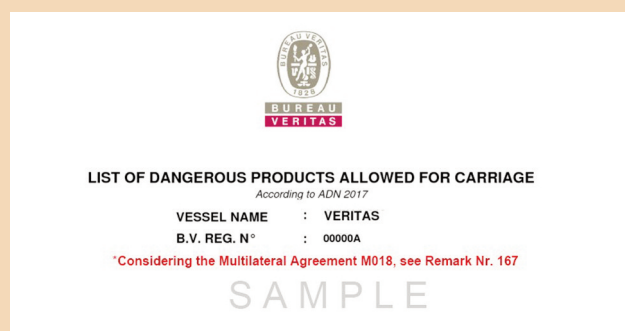 BUREAU VERITAS
1828
BUREAU
VERITAS
LIST OF DANGEROUS PRODUCTS ALLOWED FOR CARRIAGE
According to ADN 2017
VESSEL NAME : VERITAS
B.V. REG. N° : 00000A
*Considering the Multilateral Agreement M018, see Remark Nr. 167
SAMPLE